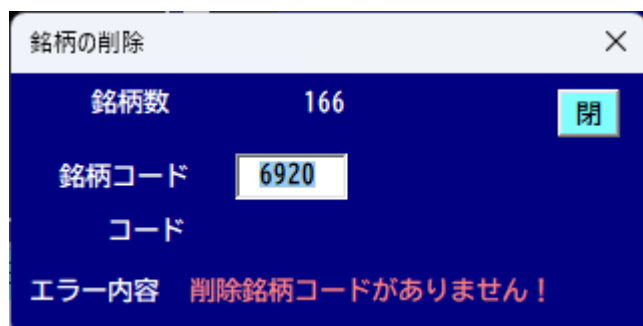 銘柄の削除
銘柄数 166 閉
銘柄コード 6920
コード
エラー内容 削除銘柄コードがありません！